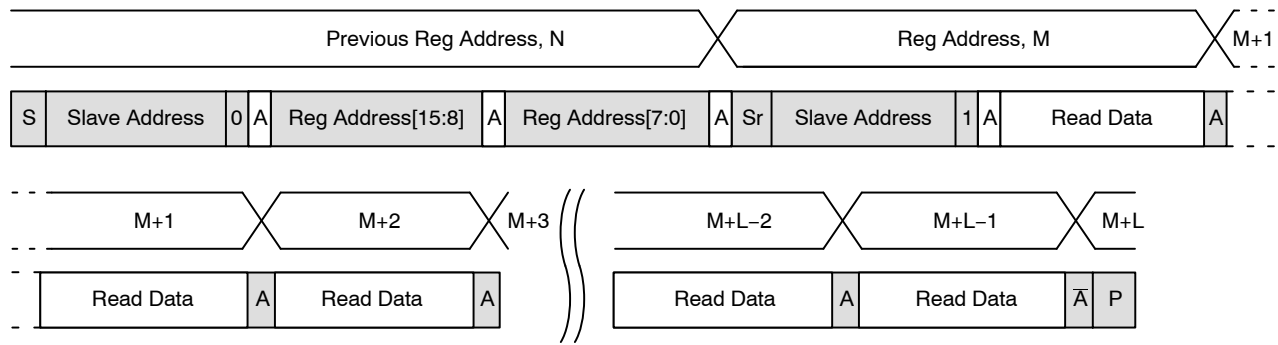 Previous Reg Address, N Reg Address, M M+1
S Slave Address 0 A Reg Address[15:8] A Reg Address[7:0] A Sr Slave Address 1 A Read Data A
M+1 M+2 M+3 M+L−2 M+L−1 M+L
Read Data A Read Data A Read Data A Read Data A̅ P